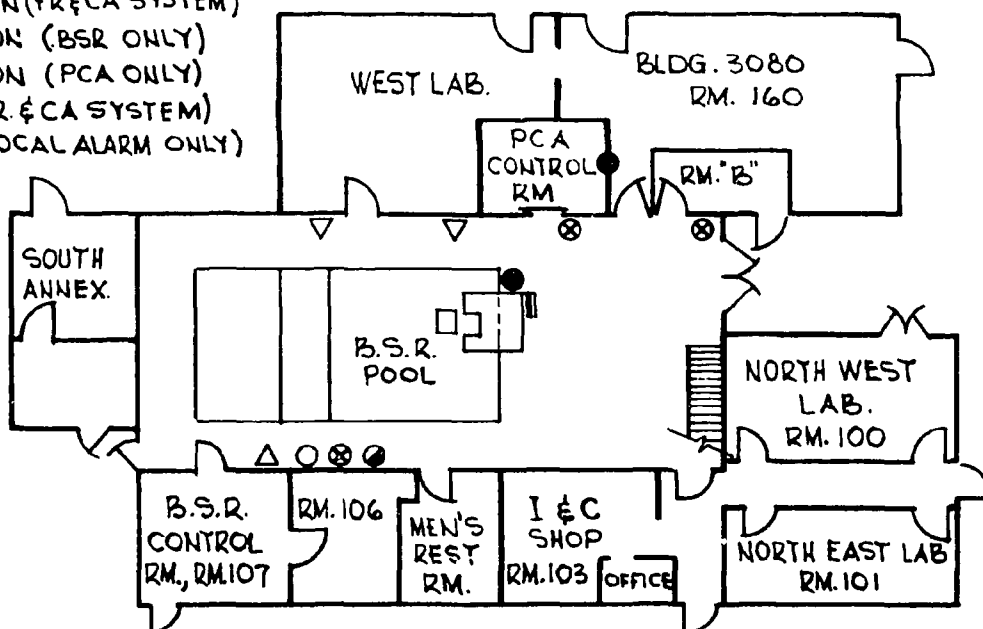 (FR&CA SYSTEM)
ON (BSR ONLY)
ON (PCA ONLY)
R. & CA SYSTEM)
LOCAL ALARM ONLY)
WEST LAB.
BLDG. 3080
RM. 160
PCA
CONTROL
RM
RM. "B"
SOUTH
ANNEX.
B.S.R.
POOL
NORTH WEST
LAB.
RM. 100
B.S.R.
CONTROL
RM., RM.107
RM. 106
MEN'S
REST
RM.
I & C
SHOP
RM.103
OFFICE
NORTH EAST LAB
RM.101